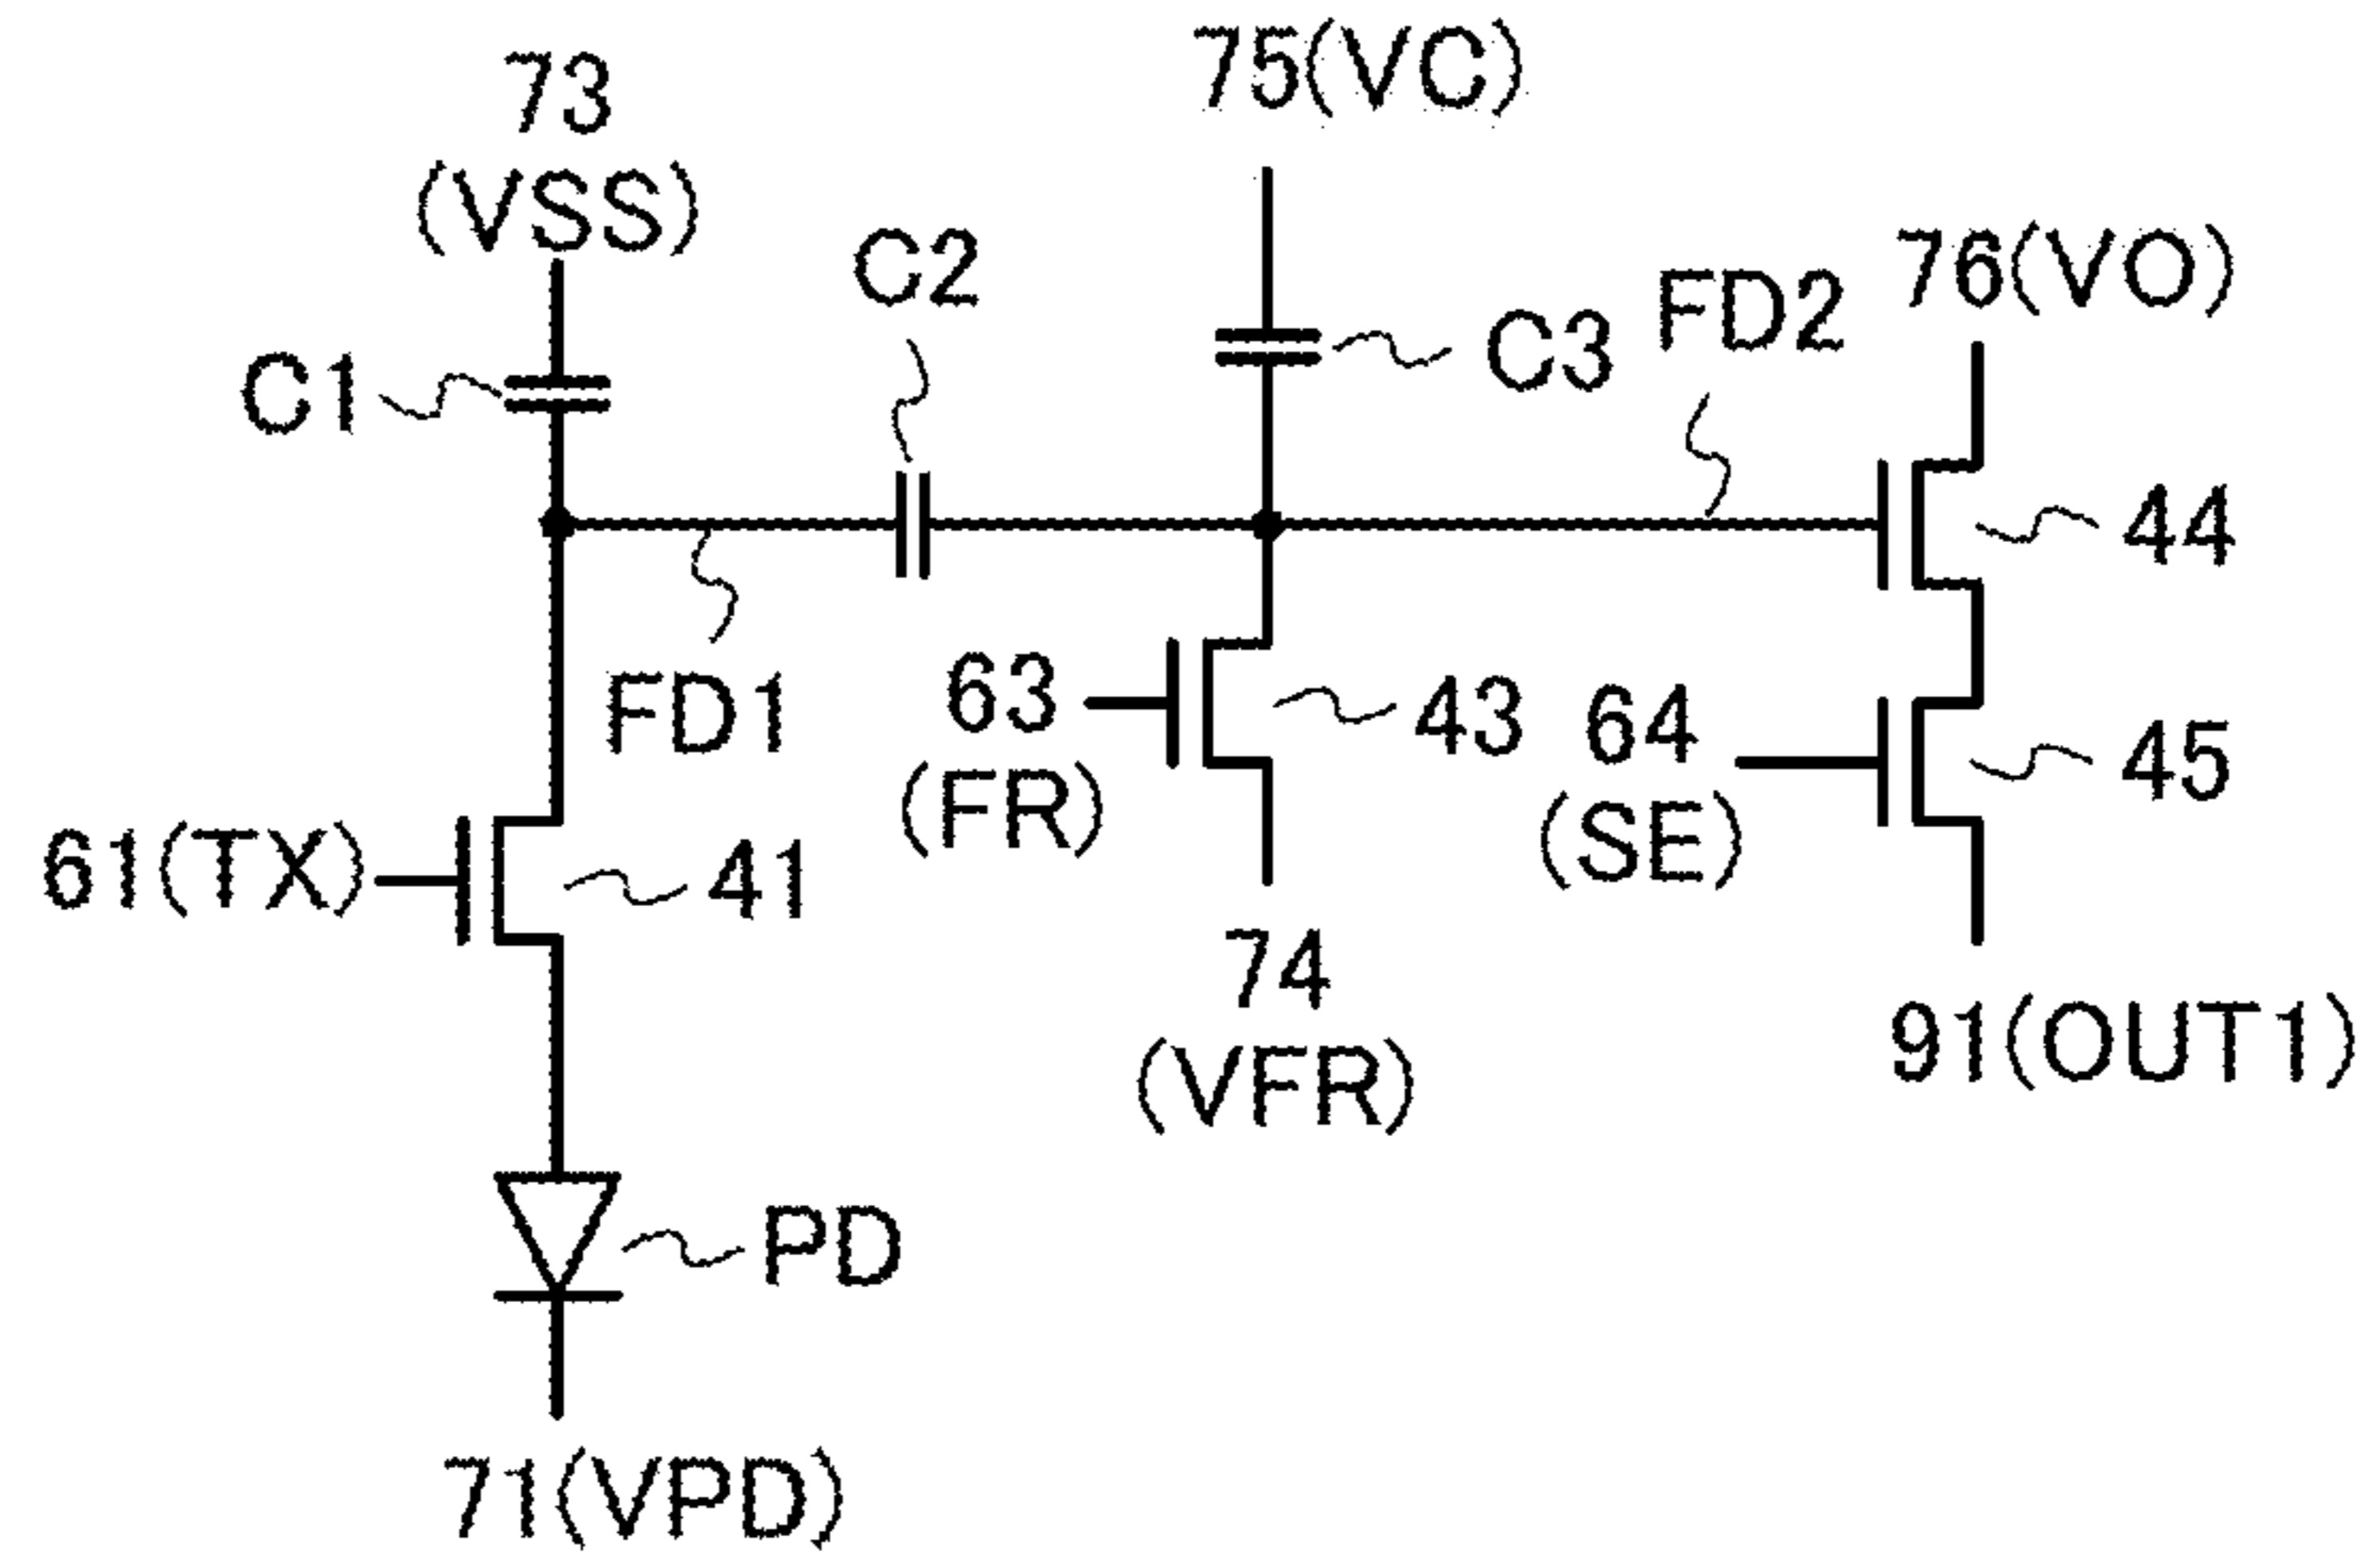 73
(VSS)
75(VC)
C2
76(VO)
FD2
C3
C1
44
FD1
63
(FR)
43
64
(SE)
45
61(TX)
41
74
(VFR)
91(OUT1)
PD
71(VPD)